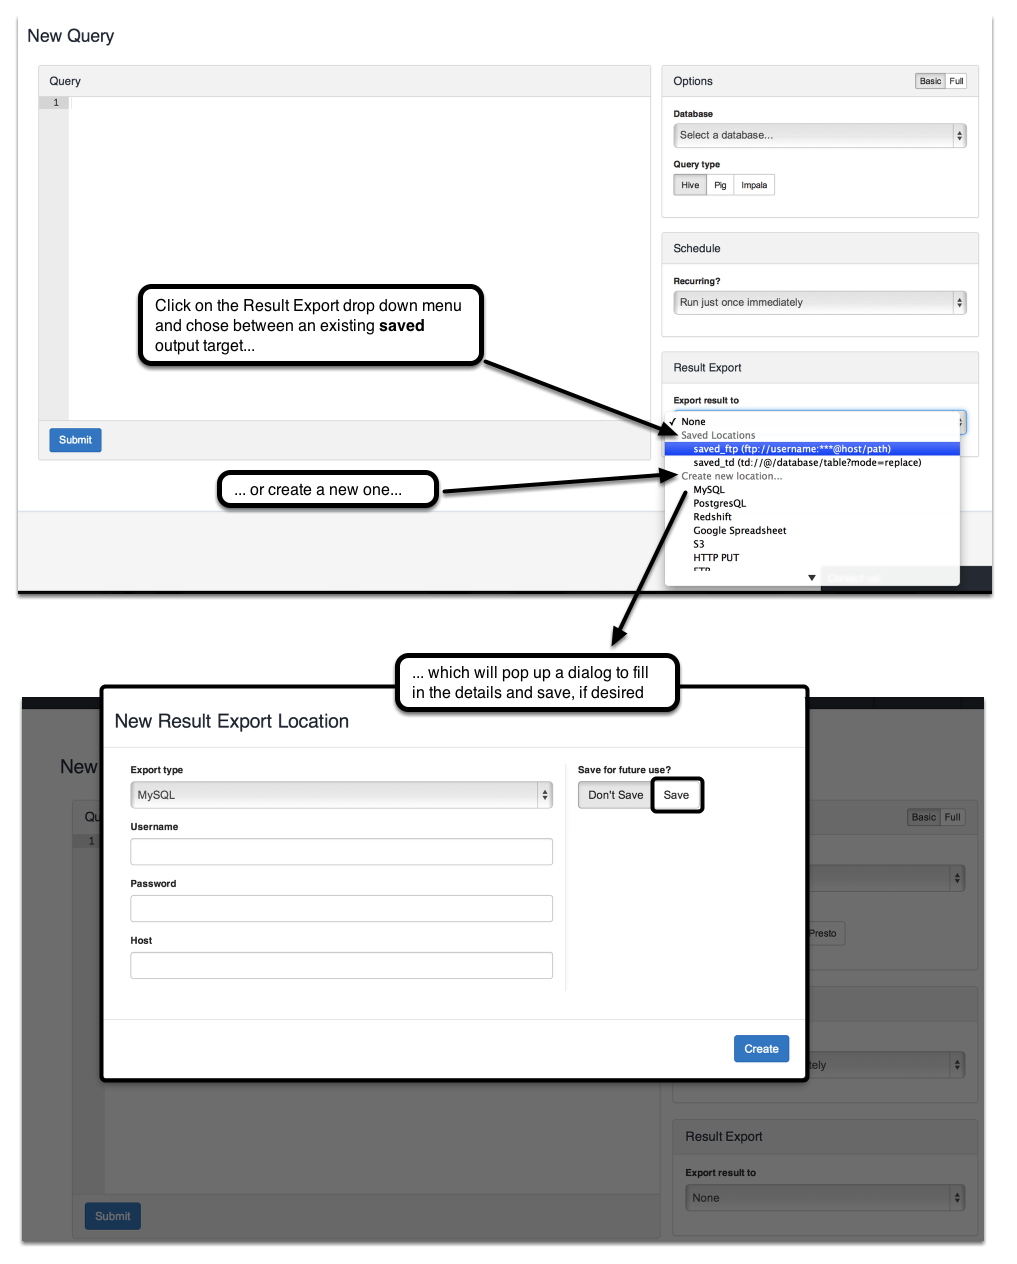 New Query
Query
1
Submit
Options
Basic Full
Database
Select a database...
Query type
Hive Pig Impala
Schedule
Recurring?
Run just once immediately
Result Export
Export result to
✓ None
Saved Locations
saved_ftp (ftp://username:***@host/path)
saved_td (td://@/database/table?mode=replace)
Create new location...
MySQL
PostgresQL
Redshift
Google Spreadsheet
S3
HTTP PUT
FTP
Click on the Result Export drop down menu
and chose between an existing saved
output target...
... or create a new one...
... which will pop up a dialog to fill
in the details and save, if desired
New Result Export Location
Export type
MySQL
Username
Password
Host
Save for future use?
Don't Save Save
Create
New
Qu
1
Submit
Basic Full
Presto
ely
Result Export
Export result to
None